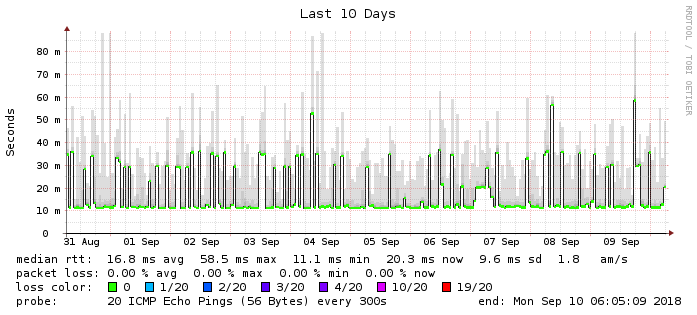 Last 10 Days
RRDTOOL / TOBI OETIKER
Seconds
80 m
70 m
60 m
50 m
40 m
30 m
20 m
10 m
0
31 Aug 01 Sep 02 Sep 03 Sep 04 Sep 05 Sep 06 Sep 07 Sep 08 Sep 09 Sep
median rtt: 16.8 ms avg 58.5 ms max 11.1 ms min 20.3 ms now 9.6 ms sd 1.8 am/s
packet loss: 0.00 % avg 0.00 % max 0.00 % min 0.00 % now
loss color: 0 1/20 2/20 3/20 4/20 10/20 19/20
probe: 20 ICMP Echo Pings (56 Bytes) every 300s end: Mon Sep 10 06:05:09 2018